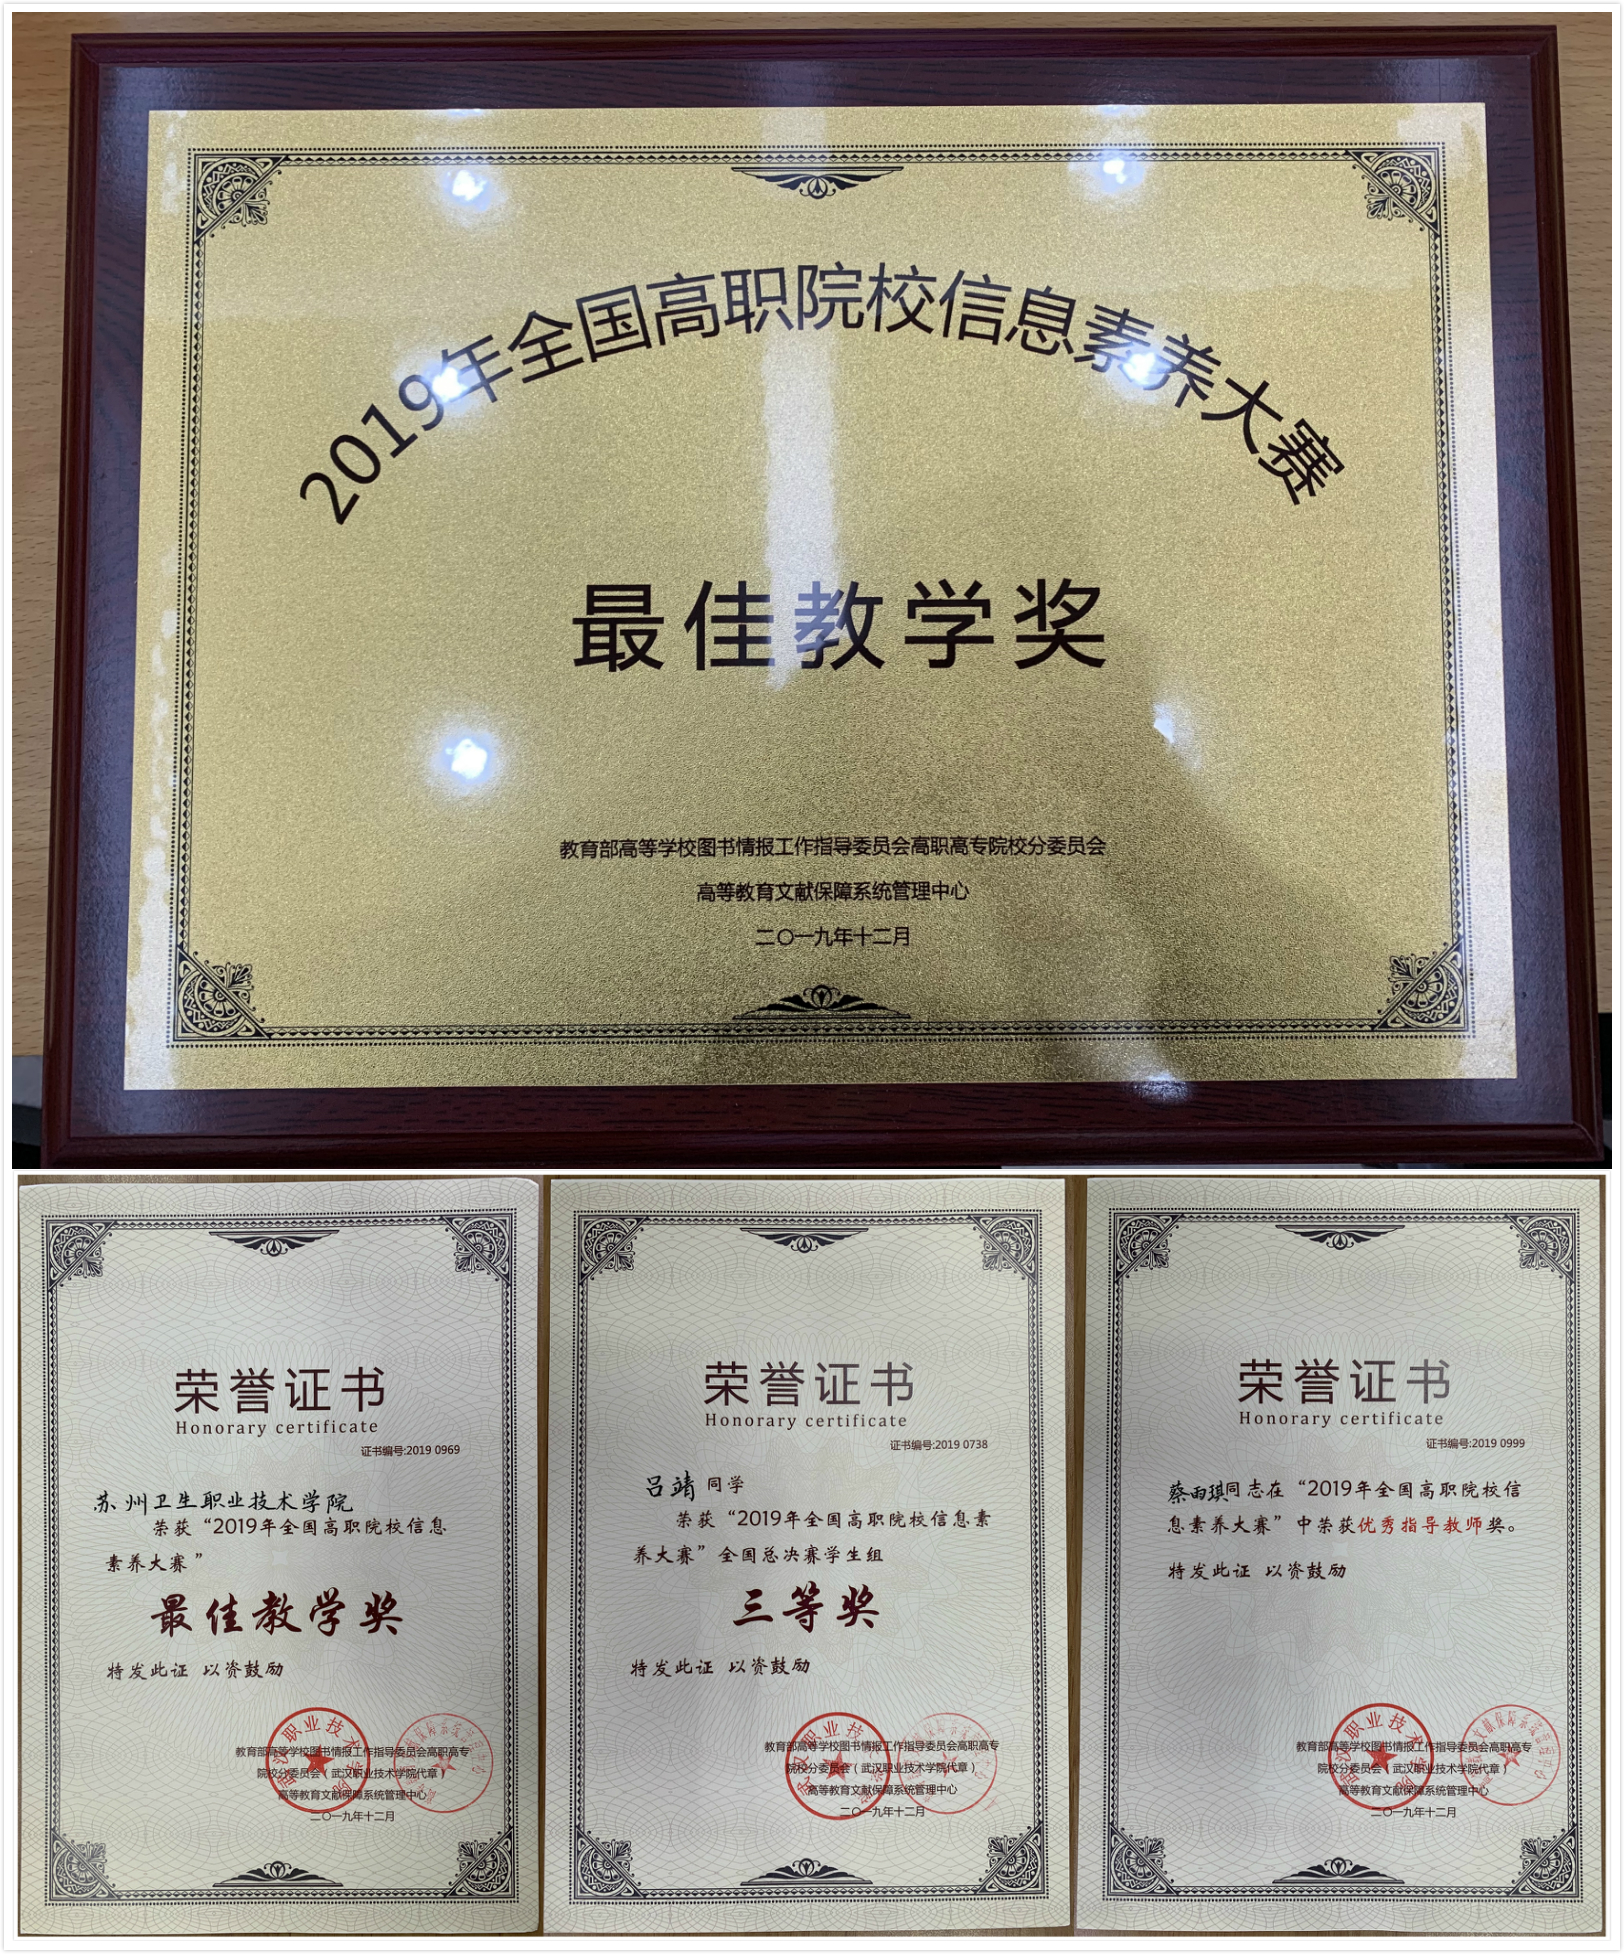 2019年全国高职院校信息素养大赛
最佳教学奖
教育部高等学校图书情报工作指导委员会高职高专院校分委员会
高等教育文献保障系统管理中心
二〇一九年十二月
荣誉证书
Honorary certificate
证书编号:2019 0969
苏州卫生职业技术学院
荣获“2019年全国高职院校信息
素养大赛”
最佳教学奖
特发此证 以资鼓励
教育部高等学校图书情报工作指导委员会高职高专
院校分委员会（武汉职业技术学院代章）
高等教育文献保障系统管理中心
二〇一九年十二月
荣誉证书
Honorary certificate
证书编号:2019 0738
吕靖 同学
荣获“2019年全国高职院校信息素
养大赛”全国总决赛学生组
三等奖
特发此证 以资鼓励
教育部高等学校图书情报工作指导委员会高职高专
院校分委员会（武汉职业技术学院代章）
高等教育文献保障系统管理中心
二〇一九年十二月
荣誉证书
Honorary certificate
证书编号:2019 0999
蔡雨琪同志在“2019年全国高职院校信
息素养大赛”中荣获优秀指导教师奖。
特发此证 以资鼓励
教育部高等学校图书情报工作指导委员会高职高专
院校分委员会（武汉职业技术学院代章）
高等教育文献保障系统管理中心
二〇一九年十二月